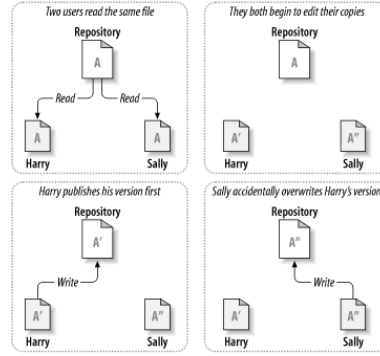 Two users read the same file
Repository
A
Read Read
A A
Harry Sally
They both begin to edit their copies
Repository
A
A' A"
Harry Sally
Harry publishes his version first
Repository
A'
Write
A' A"
Harry Sally
Sally accidentally overwrites Harry's version
Repository
A"
Write
A' A"
Harry Sally